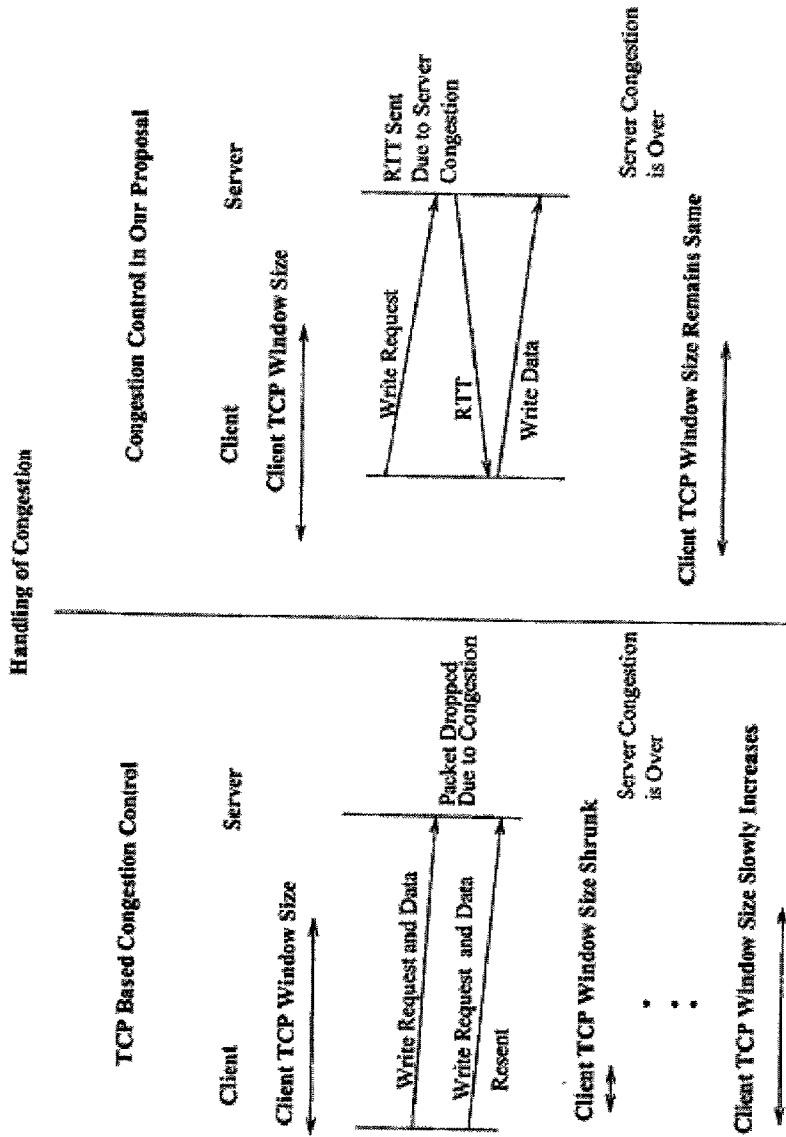 Handling of Congestion
TCP Based Congestion Control
Client
Server
Client TCP Window Size
Write Request and Data
Write Request and Data
Resent
Packet Dropped
Due to Congestion
Client TCP Window Size Shrunk
Server Congestion
is Over
Client TCP Window Size Slowly Increases
Congestion Control in Our Proposal
Client
Server
Client TCP Window Size
Write Request
RTT
Write Data
RTT Sent
Due to Server
Congestion
Server Congestion
is Over
Client TCP Window Size Remains Same